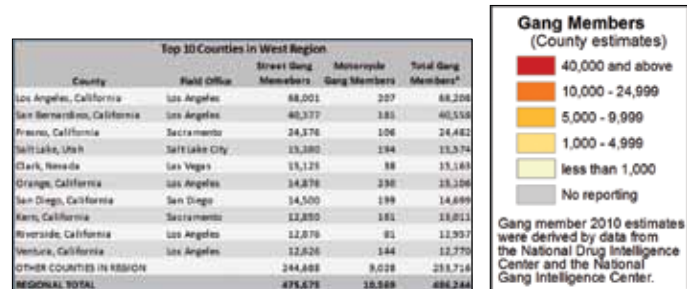 Top 10 Counties in West Region
County Field Office Street Gang Memebers Motorcycle Gang Members Total Gang Members*
Los Angeles, California Los Angeles 68,001 207 68,208
San Bernardino, California Los Angeles 40,377 181 40,558
Fresno, California Sacramento 24,376 106 24,482
Salt Lake, Utah Salt Lake City 15,380 194 15,574
Clark, Nevada Las Vegas 15,125 38 15,163
Orange, California Los Angeles 14,876 230 15,106
San Diego, California San Diego 14,500 199 14,699
Kern, California Sacramento 12,850 161 13,011
Riverside, California Los Angeles 12,876 81 12,957
Ventura, California Los Angeles 12,626 144 12,770
OTHER COUNTIES IN REGION 244,688 9,028 253,716
REGIONAL TOTAL 475,675 10,569 486,244
Gang Members
(County estimates)
40,000 and above
10,000 - 24,999
5,000 - 9,999
1,000 - 4,999
less than 1,000
No reporting
Gang member 2010 estimates
were derived by data from
the National Drug Intelligence
Center and the National
Gang Intelligence Center.